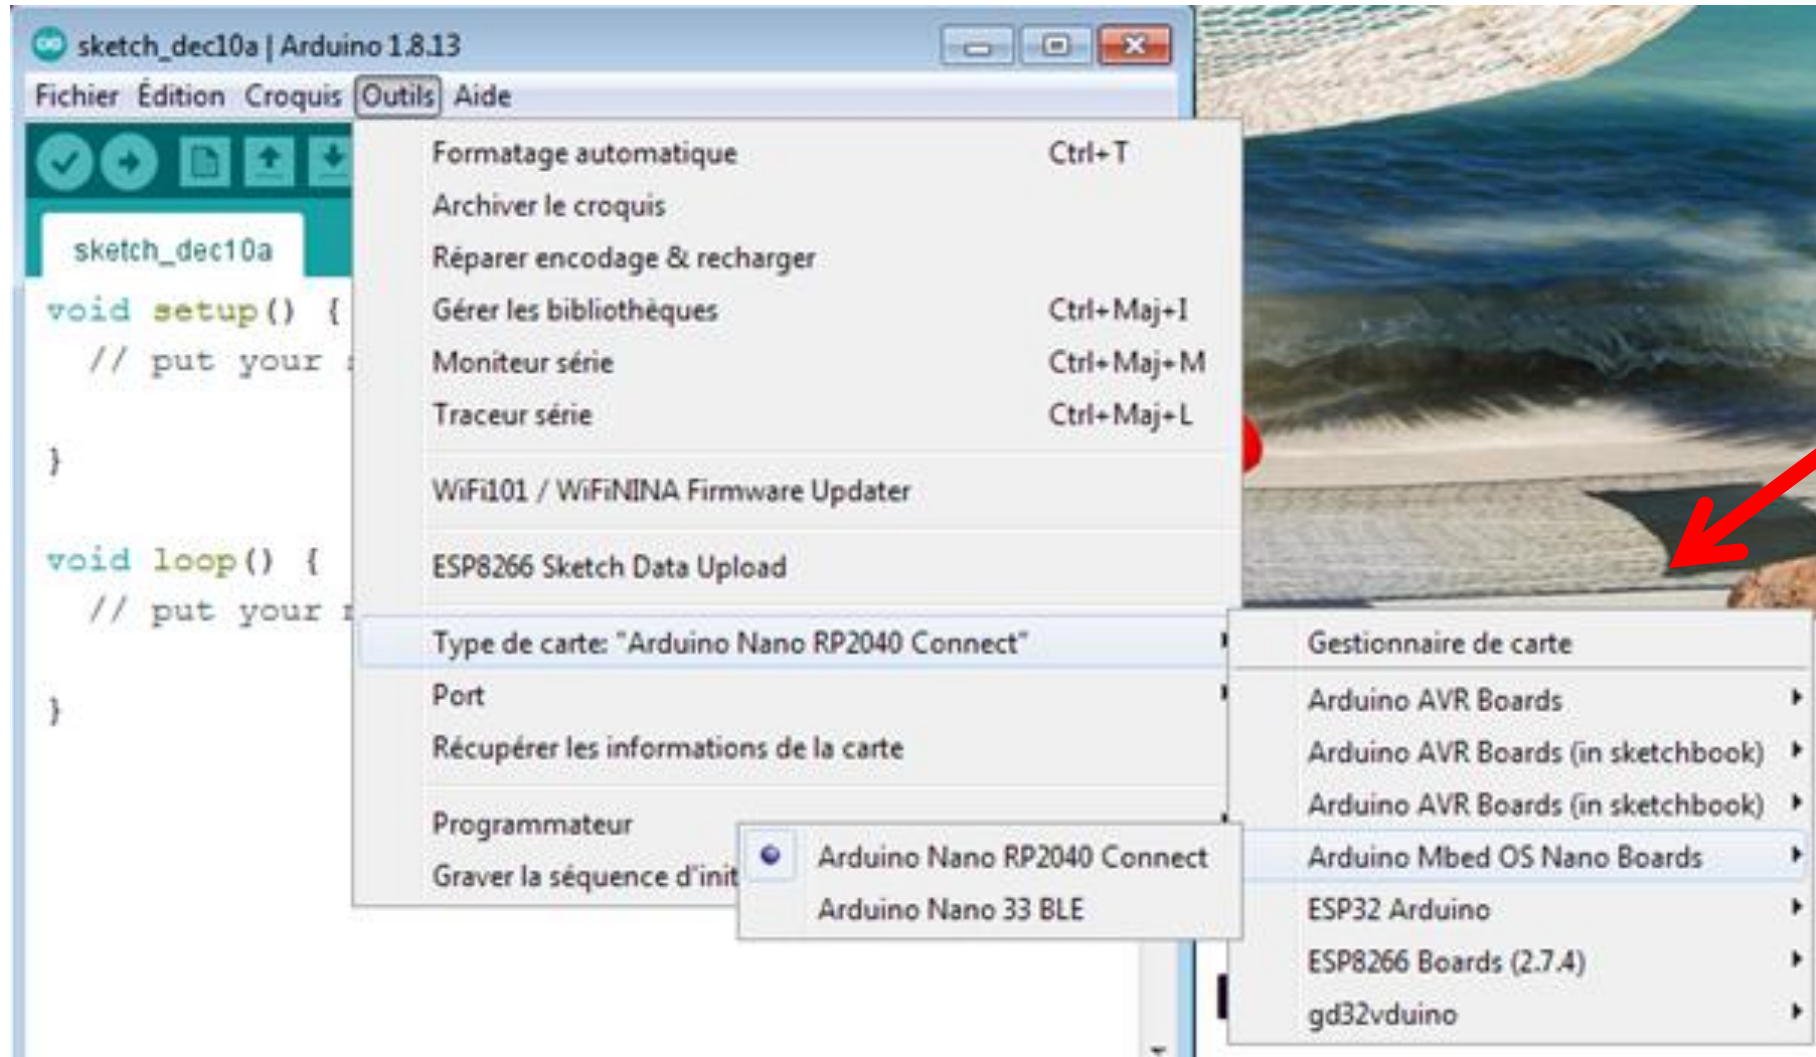 sketch_dec10a | Arduino 1.8.13
Fichier Édition Croquis Outils Aide
sketch_dec10a
void setup() {
// put your
}
void loop() {
// put your
}
Formatage automatique Ctrl+T
Archiver le croquis
Réparer encodage & recharger
Gérer les bibliothèques Ctrl+Maj+I
Moniteur série Ctrl+Maj+M
Traceur série Ctrl+Maj+L
WiFi101 / WiFiNINA Firmware Updater
ESP8266 Sketch Data Upload
Type de carte: "Arduino Nano RP2040 Connect"
Port
Récupérer les informations de la carte
Programmateur
Graver la séquence d'init
Gestionnaire de carte
Arduino AVR Boards
Arduino AVR Boards (in sketchbook)
Arduino AVR Boards (in sketchbook)
Arduino Mbed OS Nano Boards
ESP32 Arduino
ESP8266 Boards (2.7.4)
gd32vduino
Arduino Nano RP2040 Connect
Arduino Nano 33 BLE